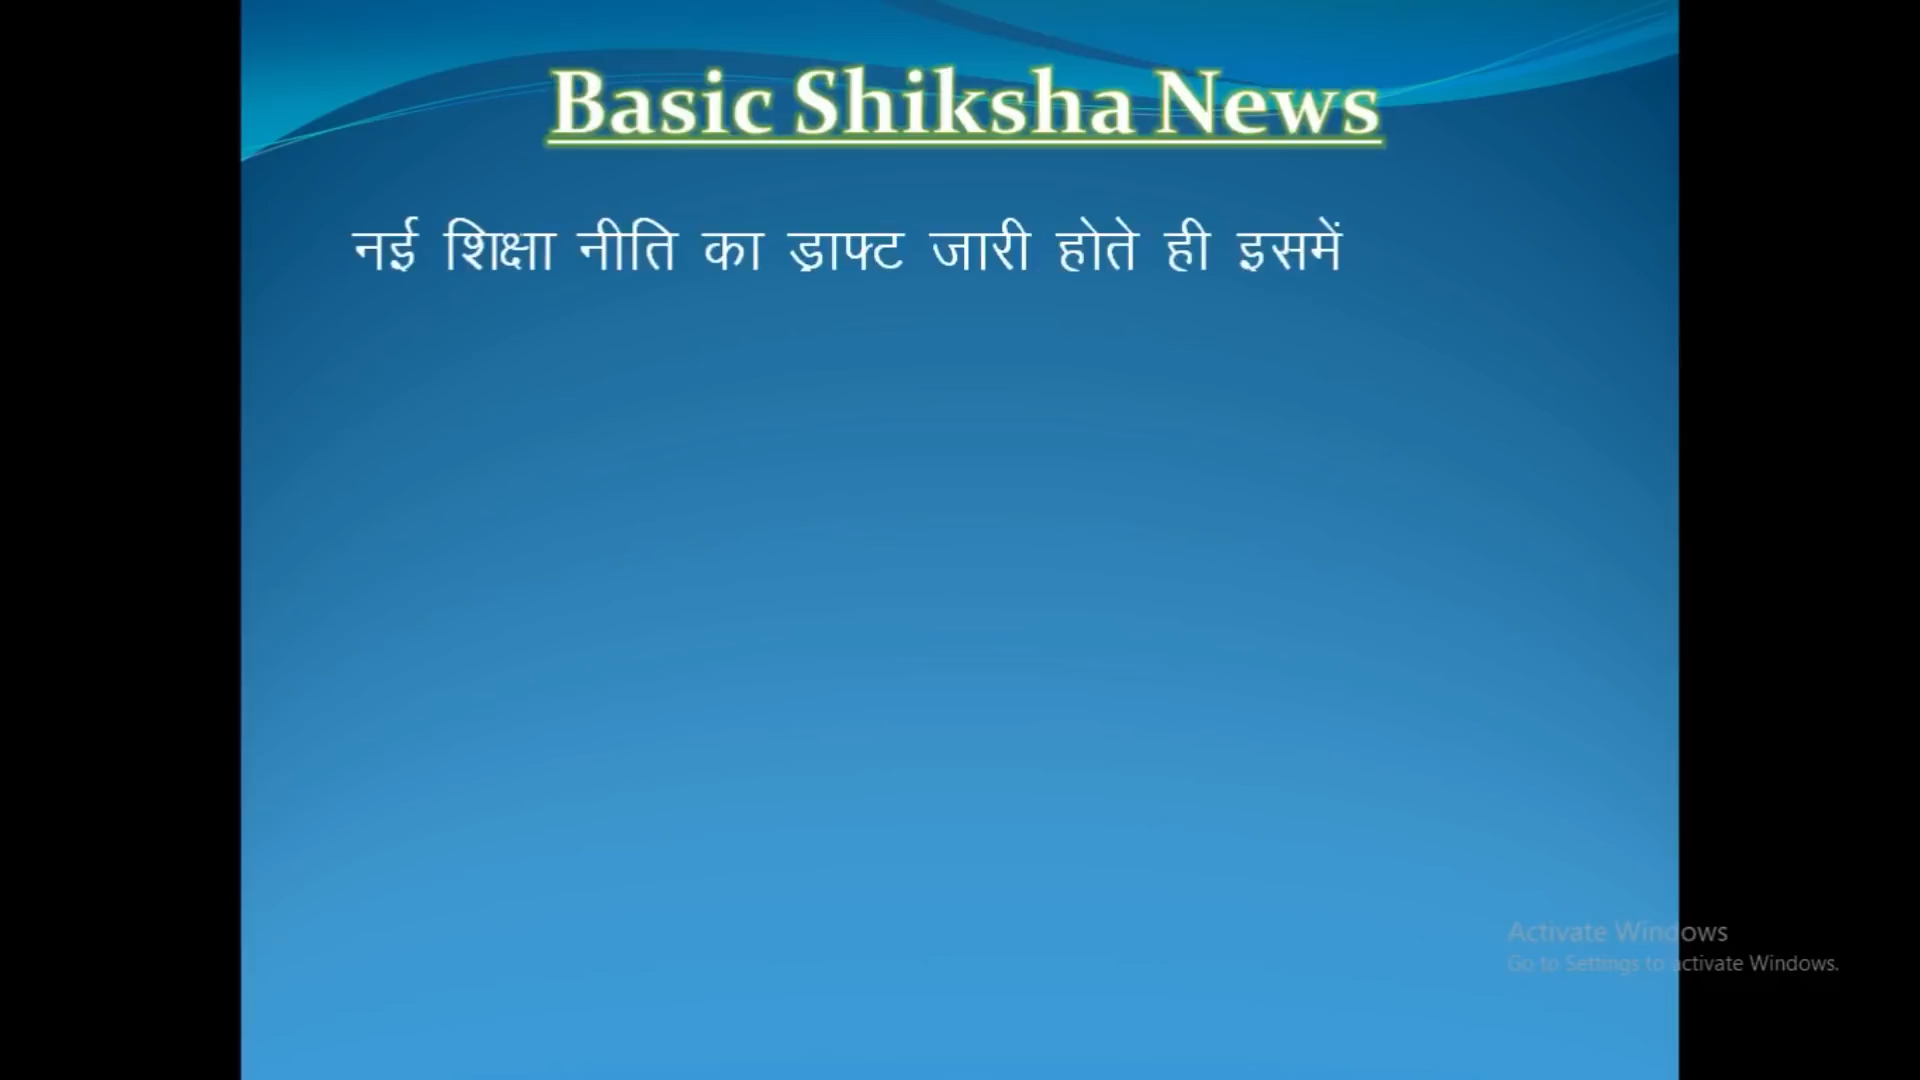 Basic Shiksha News
नई शिक्षा नीति का ड्राफ्ट जारी होते ही इसमें
Activate Windows
Go to Settings to activate Windows.